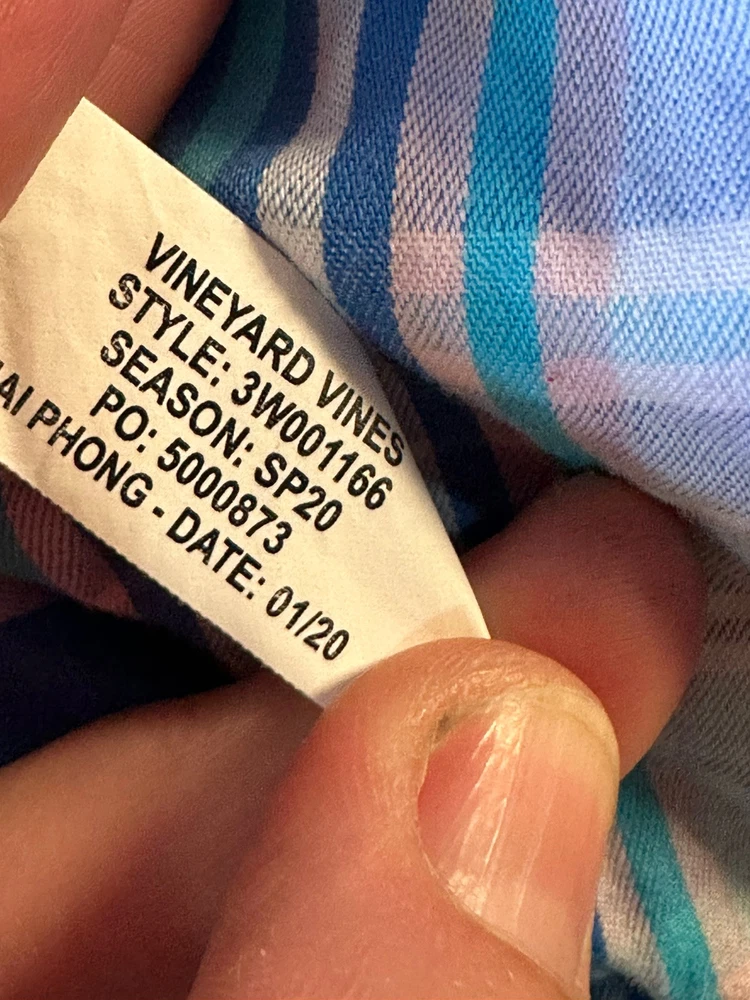 VINEYARD VINES
STYLE: 3W001166
SEASON: SP20
PO: 5000873
PHONG - DATE: 01/20